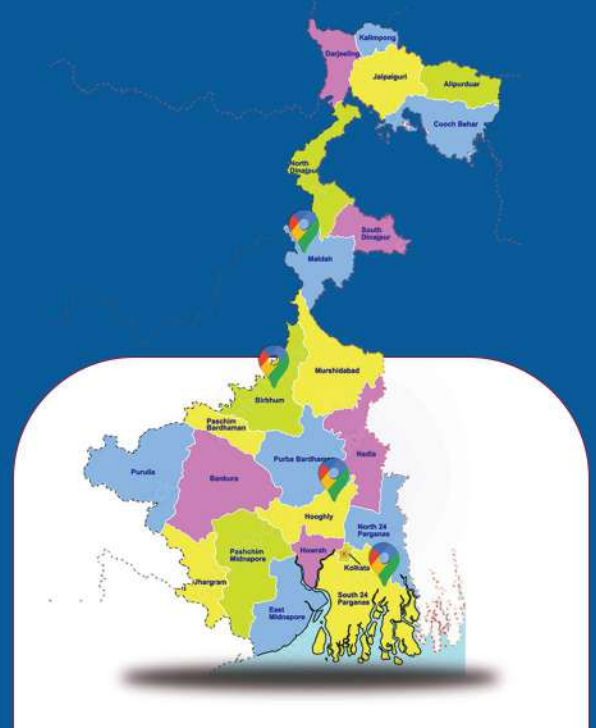 Kalimpong
Darjeeling
Jalpaiguri
Alipurduar
Cooch Behar
North
Dinajpur
South
Dinajpur
Maldah
Murshidabad
Birbhum
Paschim
Bardhaman
Purulia
Bankura
Purba Bardhaman
Nadia
Hooghly
North 24
Parganas
Pashchim
Midnapore
Howrah
Kolkata
Jhargram
South 24
Parganas
East
Midnapore